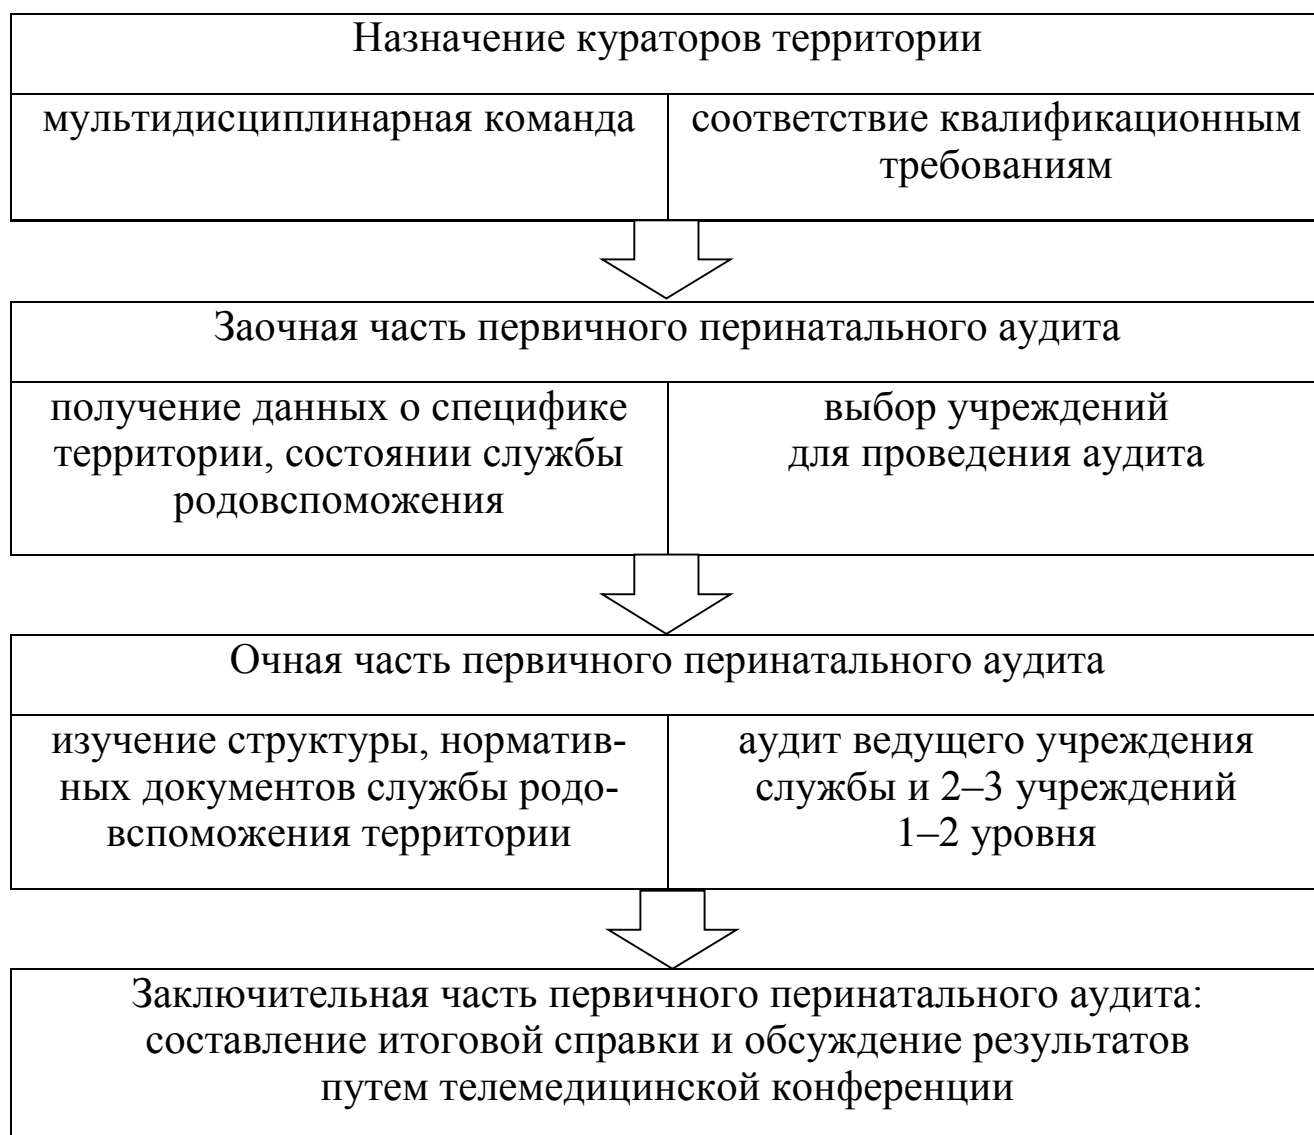 Назначение кураторов территории
мультидисциплинарная команда
соответствие квалификационным
требованиям
Заочная часть первичного перинатального аудита
получение данных о специфике
территории, состоянии службы
родовспоможения
выбор учреждений
для проведения аудита
Очная часть первичного перинатального аудита
изучение структуры, норматив-
ных документов службы родо-
вспоможения территории
аудит ведущего учреждения
службы и 2–3 учреждений
1–2 уровня
Заключительная часть первичного перинатального аудита:
составление итоговой справки и обсуждение результатов
путем телемедицинской конференции